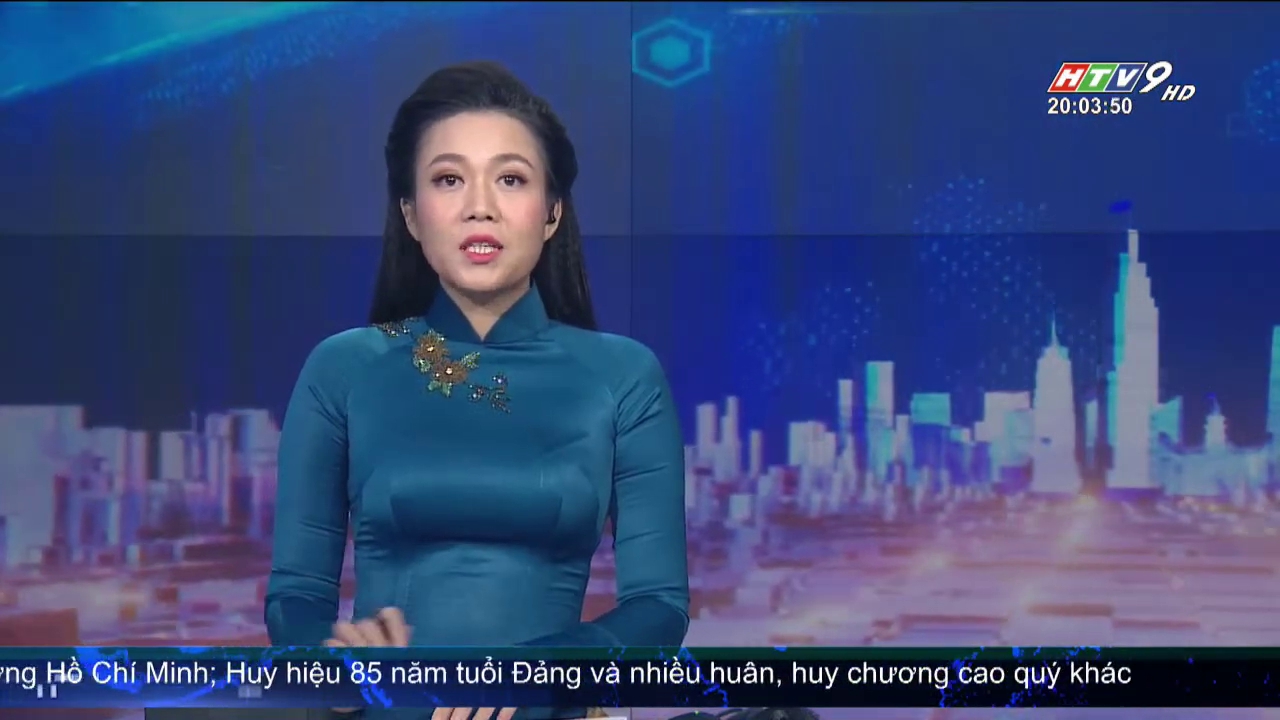 HTV9 HD
20:03:50
Hồ Chí Minh; Huy hiệu 85 năm tuổi Đảng và nhiều huân, huy chương cao quý khác